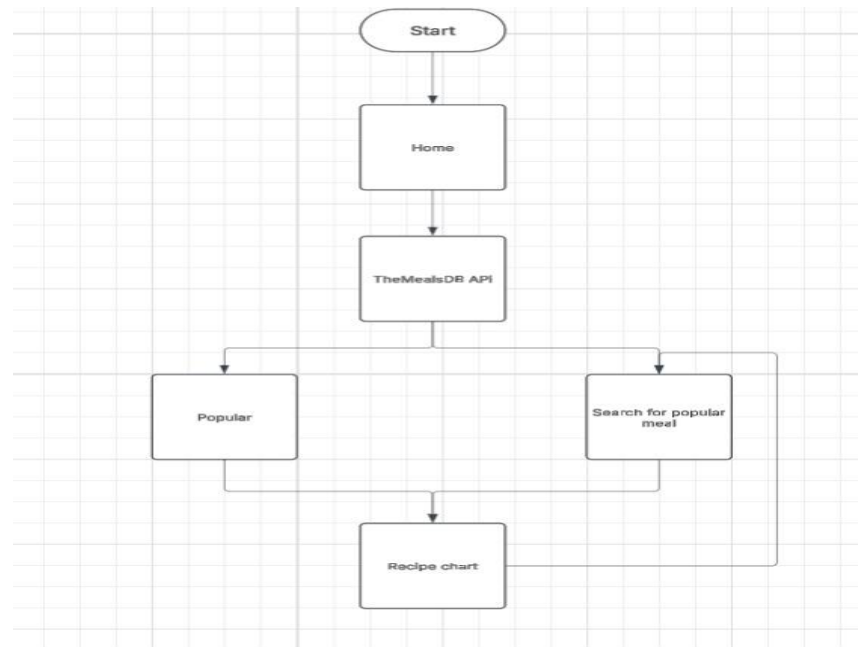 Start
Home
TheMealsDB APi
Popular
Search for popular
meal
Recipe chart